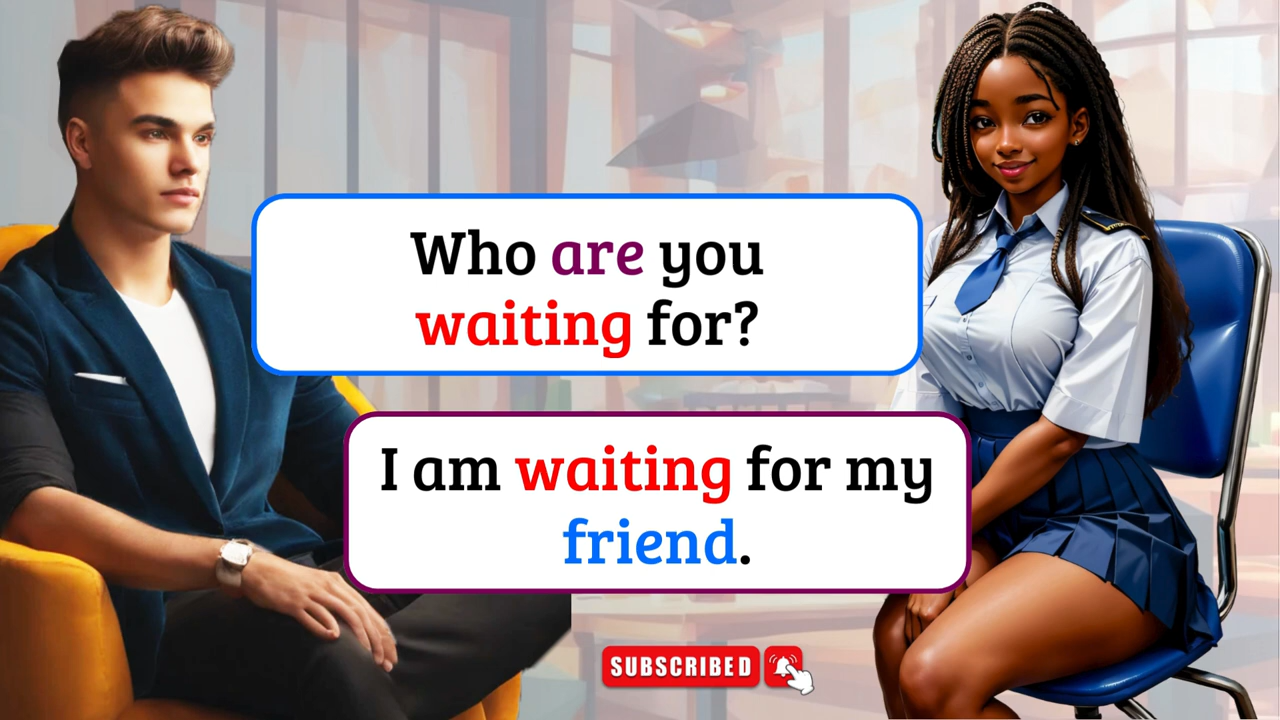 Who are you
waiting for?
I am waiting for my
friend.
SUBSCRIBED